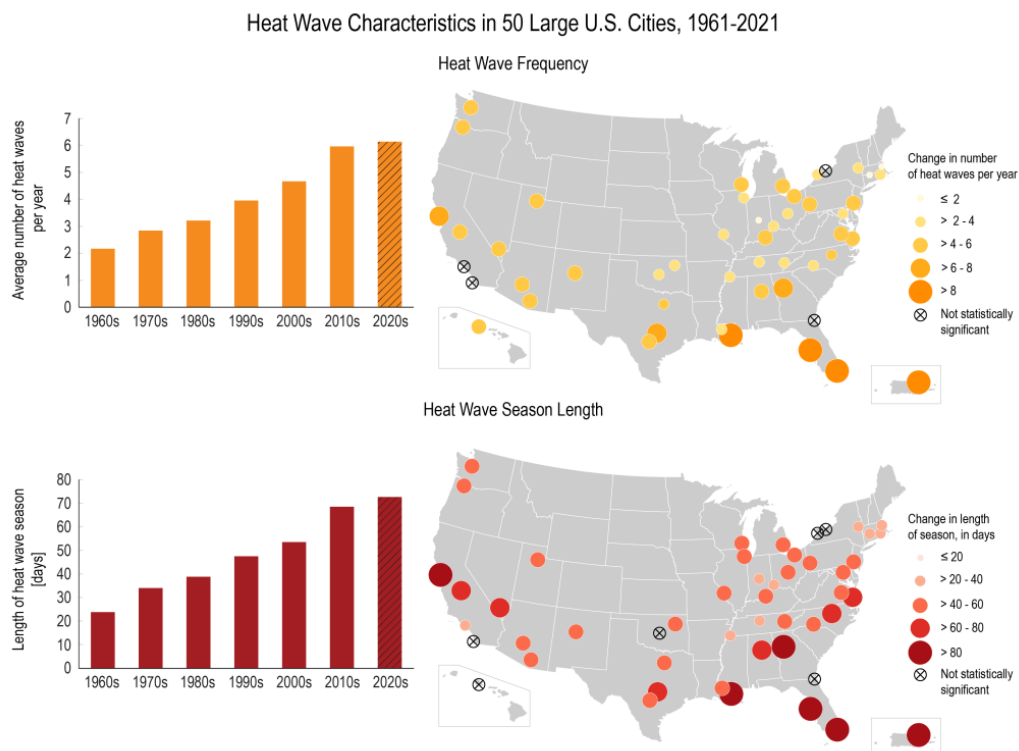 Heat Wave Characteristics in 50 Large U.S. Cities, 1961-2021
Heat Wave Frequency
Average number of heat waves
per year
7
6
5
4
3
2
1
0
1960s 1970s 1980s 1990s 2000s 2010s 2020s
Change in number
of heat waves per year
≤ 2
> 2 - 4
> 4 - 6
> 6 - 8
> 8
Not statistically
significant
Heat Wave Season Length
Length of heat wave season
[days]
80
70
60
50
40
30
20
10
0
1960s 1970s 1980s 1990s 2000s 2010s 2020s
Change in length
of season, in days
≤ 20
> 20 - 40
> 40 - 60
> 60 - 80
> 80
Not statistically
significant